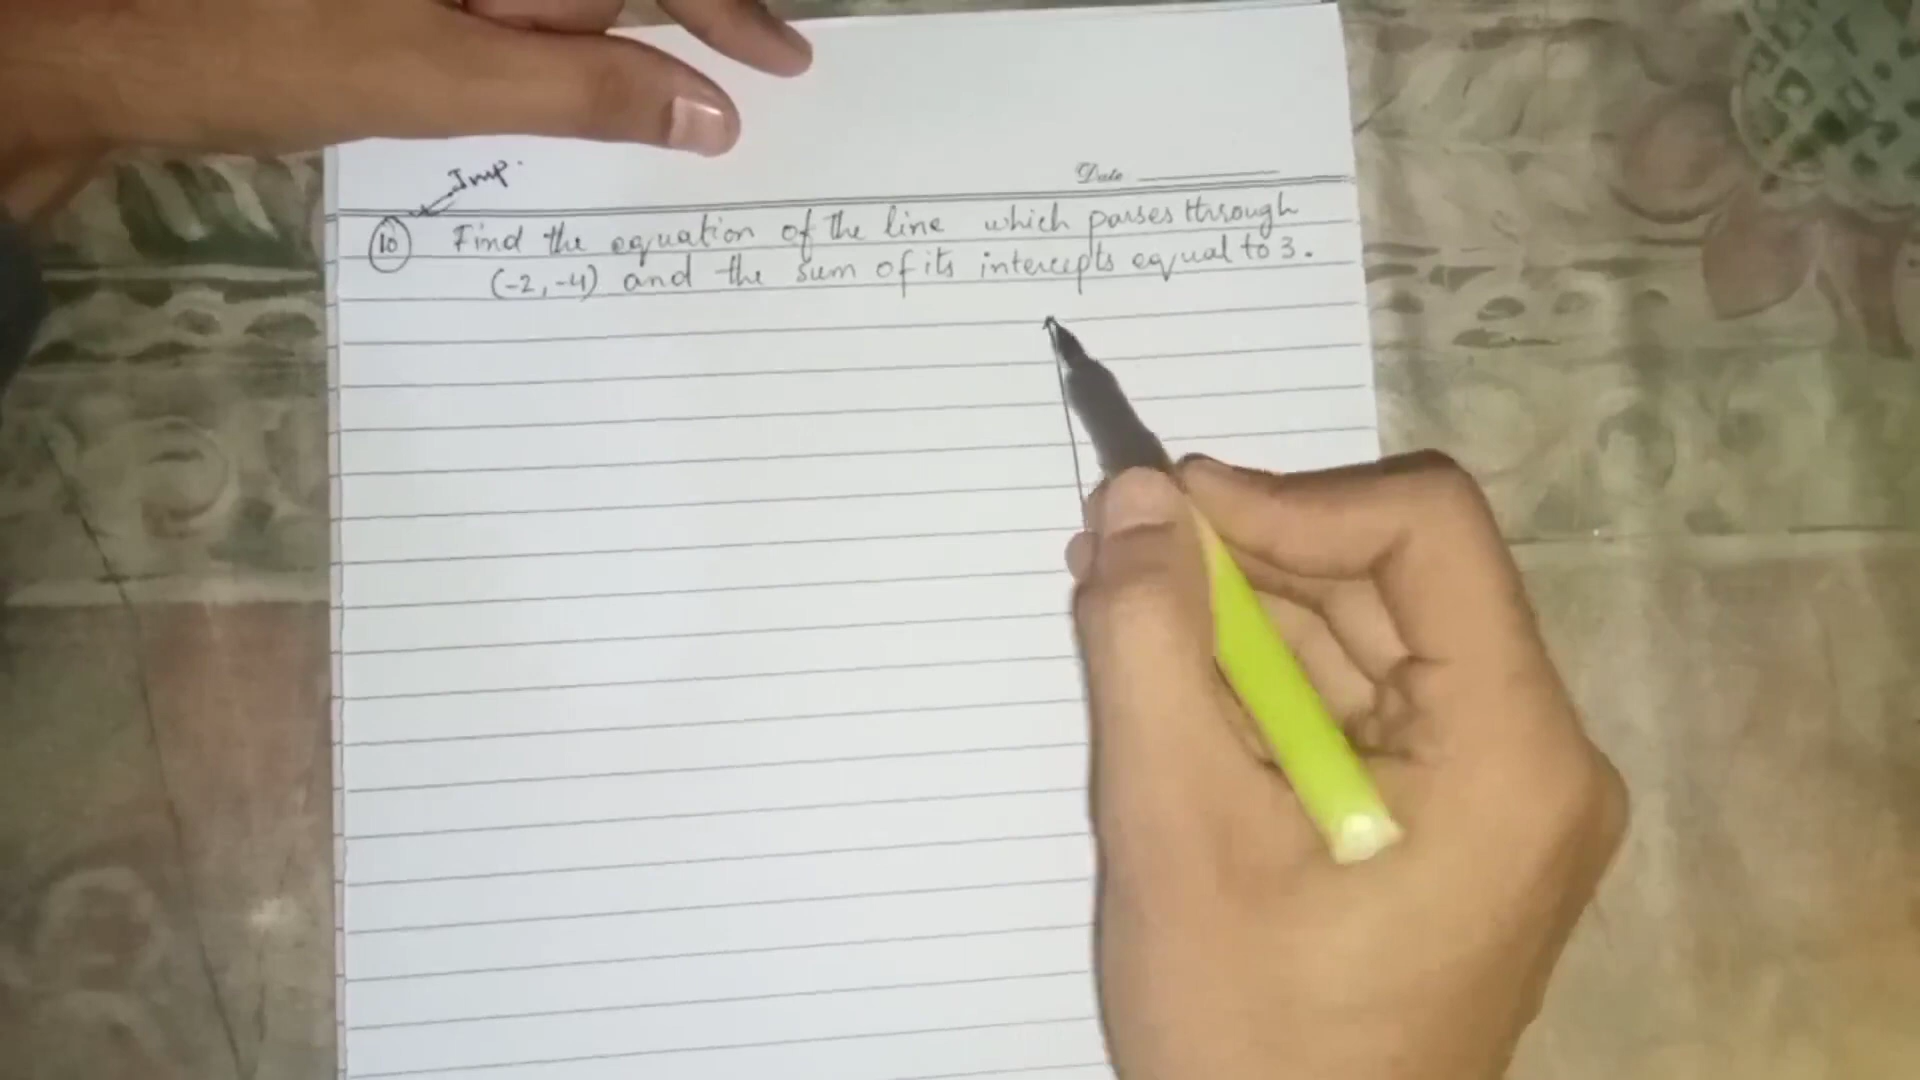 Imp.
Date
10 Find the equation of the line which passes through
(-2, -4) and the sum of its intercepts equal to 3.